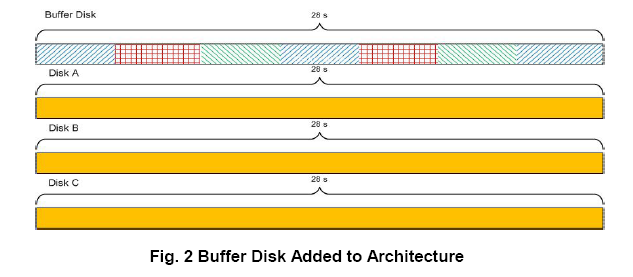 Buffer Disk
28 s
28 s
Disk A
28 s
Disk B
28 s
Disk C
Fig. 2 Buffer Disk Added to Architecture